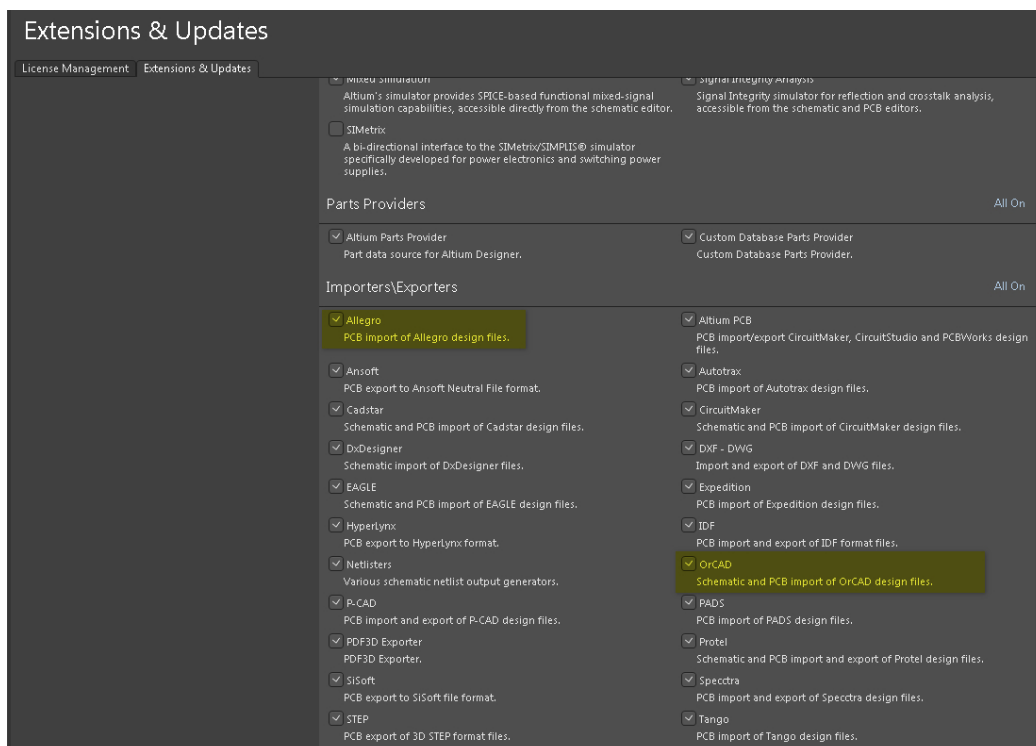 Extensions & Updates
License Management
Extensions & Updates
Mixed Simulation
Altium's simulator provides SPICE-based functional mixed-signal
simulation capabilities, accessible directly from the schematic editor.
Signal Integrity Analysis
Signal Integrity simulator for reflection and crosstalk analysis,
accessible from the schematic and PCB editors.
SIMetrix
A bi-directional interface to the SIMetrix/SIMPLIS® simulator
specifically developed for power electronics and switching power
supplies.
Parts Providers
All On
Altium Parts Provider
Part data source for Altium Designer.
Custom Database Parts Provider
Custom Database Parts Provider.
Importers\Exporters
All On
Allegro
PCB import of Allegro design files.
Altium PCB
PCB import/export CircuitMaker, CircuitStudio and PCBWorks design
files.
Ansoft
PCB export to Ansoft Neutral File format.
Autotrax
PCB import of Autotrax design files.
Cadstar
Schematic and PCB import of Cadstar design files.
CircuitMaker
Schematic and PCB import of CircuitMaker design files.
DxDesigner
Schematic import of DxDesigner files.
DXF - DWG
Import and export of DXF and DWG files.
EAGLE
Schematic and PCB import of EAGLE design files.
Expedition
PCB import of Expedition design files.
HyperLynx
PCB export to HyperLynx format.
IDF
PCB import and export of IDF format files.
Netlisters
Various schematic netlist output generators.
OrCAD
Schematic and PCB import of OrCAD design files.
P-CAD
PCB import and export of P-CAD design files.
PADS
PCB import of PADS design files.
PDF3D Exporter
PDF3D Exporter.
Protel
Schematic and PCB import and export of Protel design files.
SiSoft
PCB export to SiSoft file format.
Specctra
PCB import and export of Specctra design files.
STEP
PCB export of 3D STEP format files.
Tango
PCB import of Tango design files.